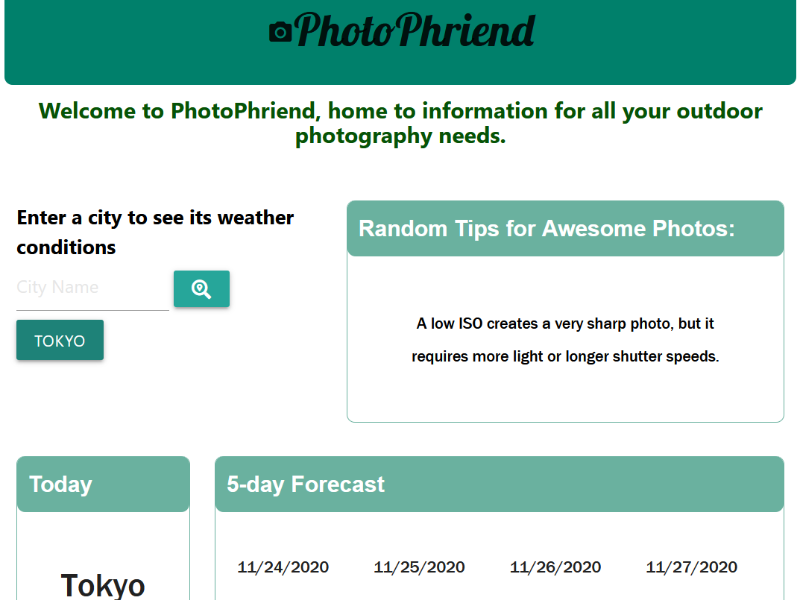 PhotoPhriend
Welcome to PhotoPhriend, home to information for all your outdoor
photography needs.
Enter a city to see its weather
conditions
City Name
TOKYO
Random Tips for Awesome Photos:
A low ISO creates a very sharp photo, but it
requires more light or longer shutter speeds.
Today
Tokyo
5-day Forecast
11/24/2020 11/25/2020 11/26/2020 11/27/2020